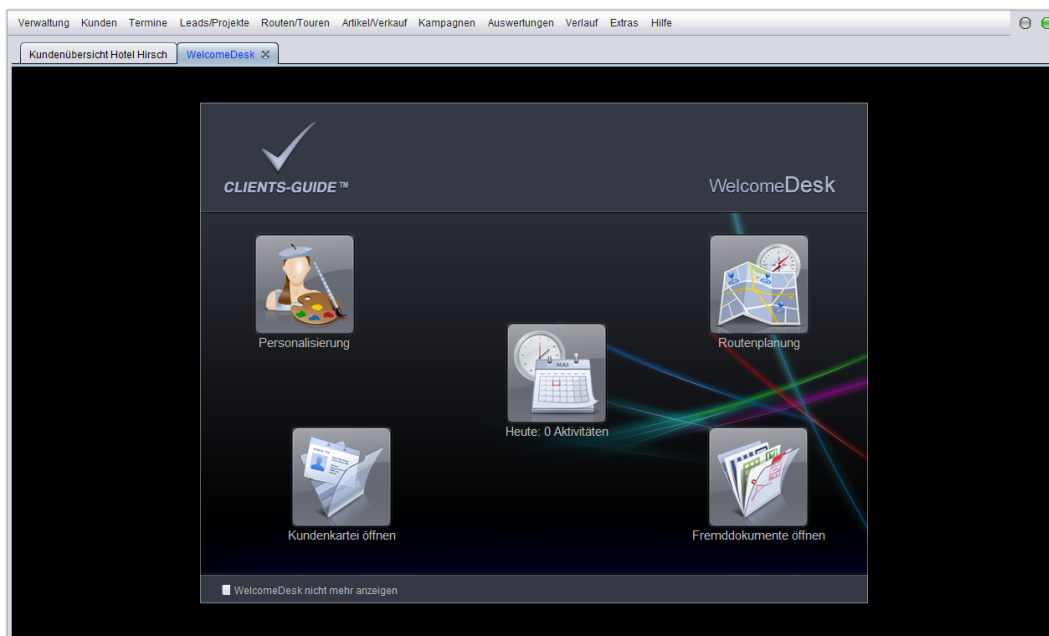 Verwaltung Kunden Termine Leads/Projekte Routen/Touren Artikel/Verkauf Kampagnen Auswertungen Verlauf Extras Hilfe
Kundenübersicht Hotel Hirsch WelcomeDesk
CLIENTS-GUIDE™
WelcomeDesk
Personalisierung
Routenplanung
MAI
Heute: 0 Aktivitäten
Kundenkartei öffnen
Fremddokumente öffnen
WelcomeDesk nicht mehr anzeigen